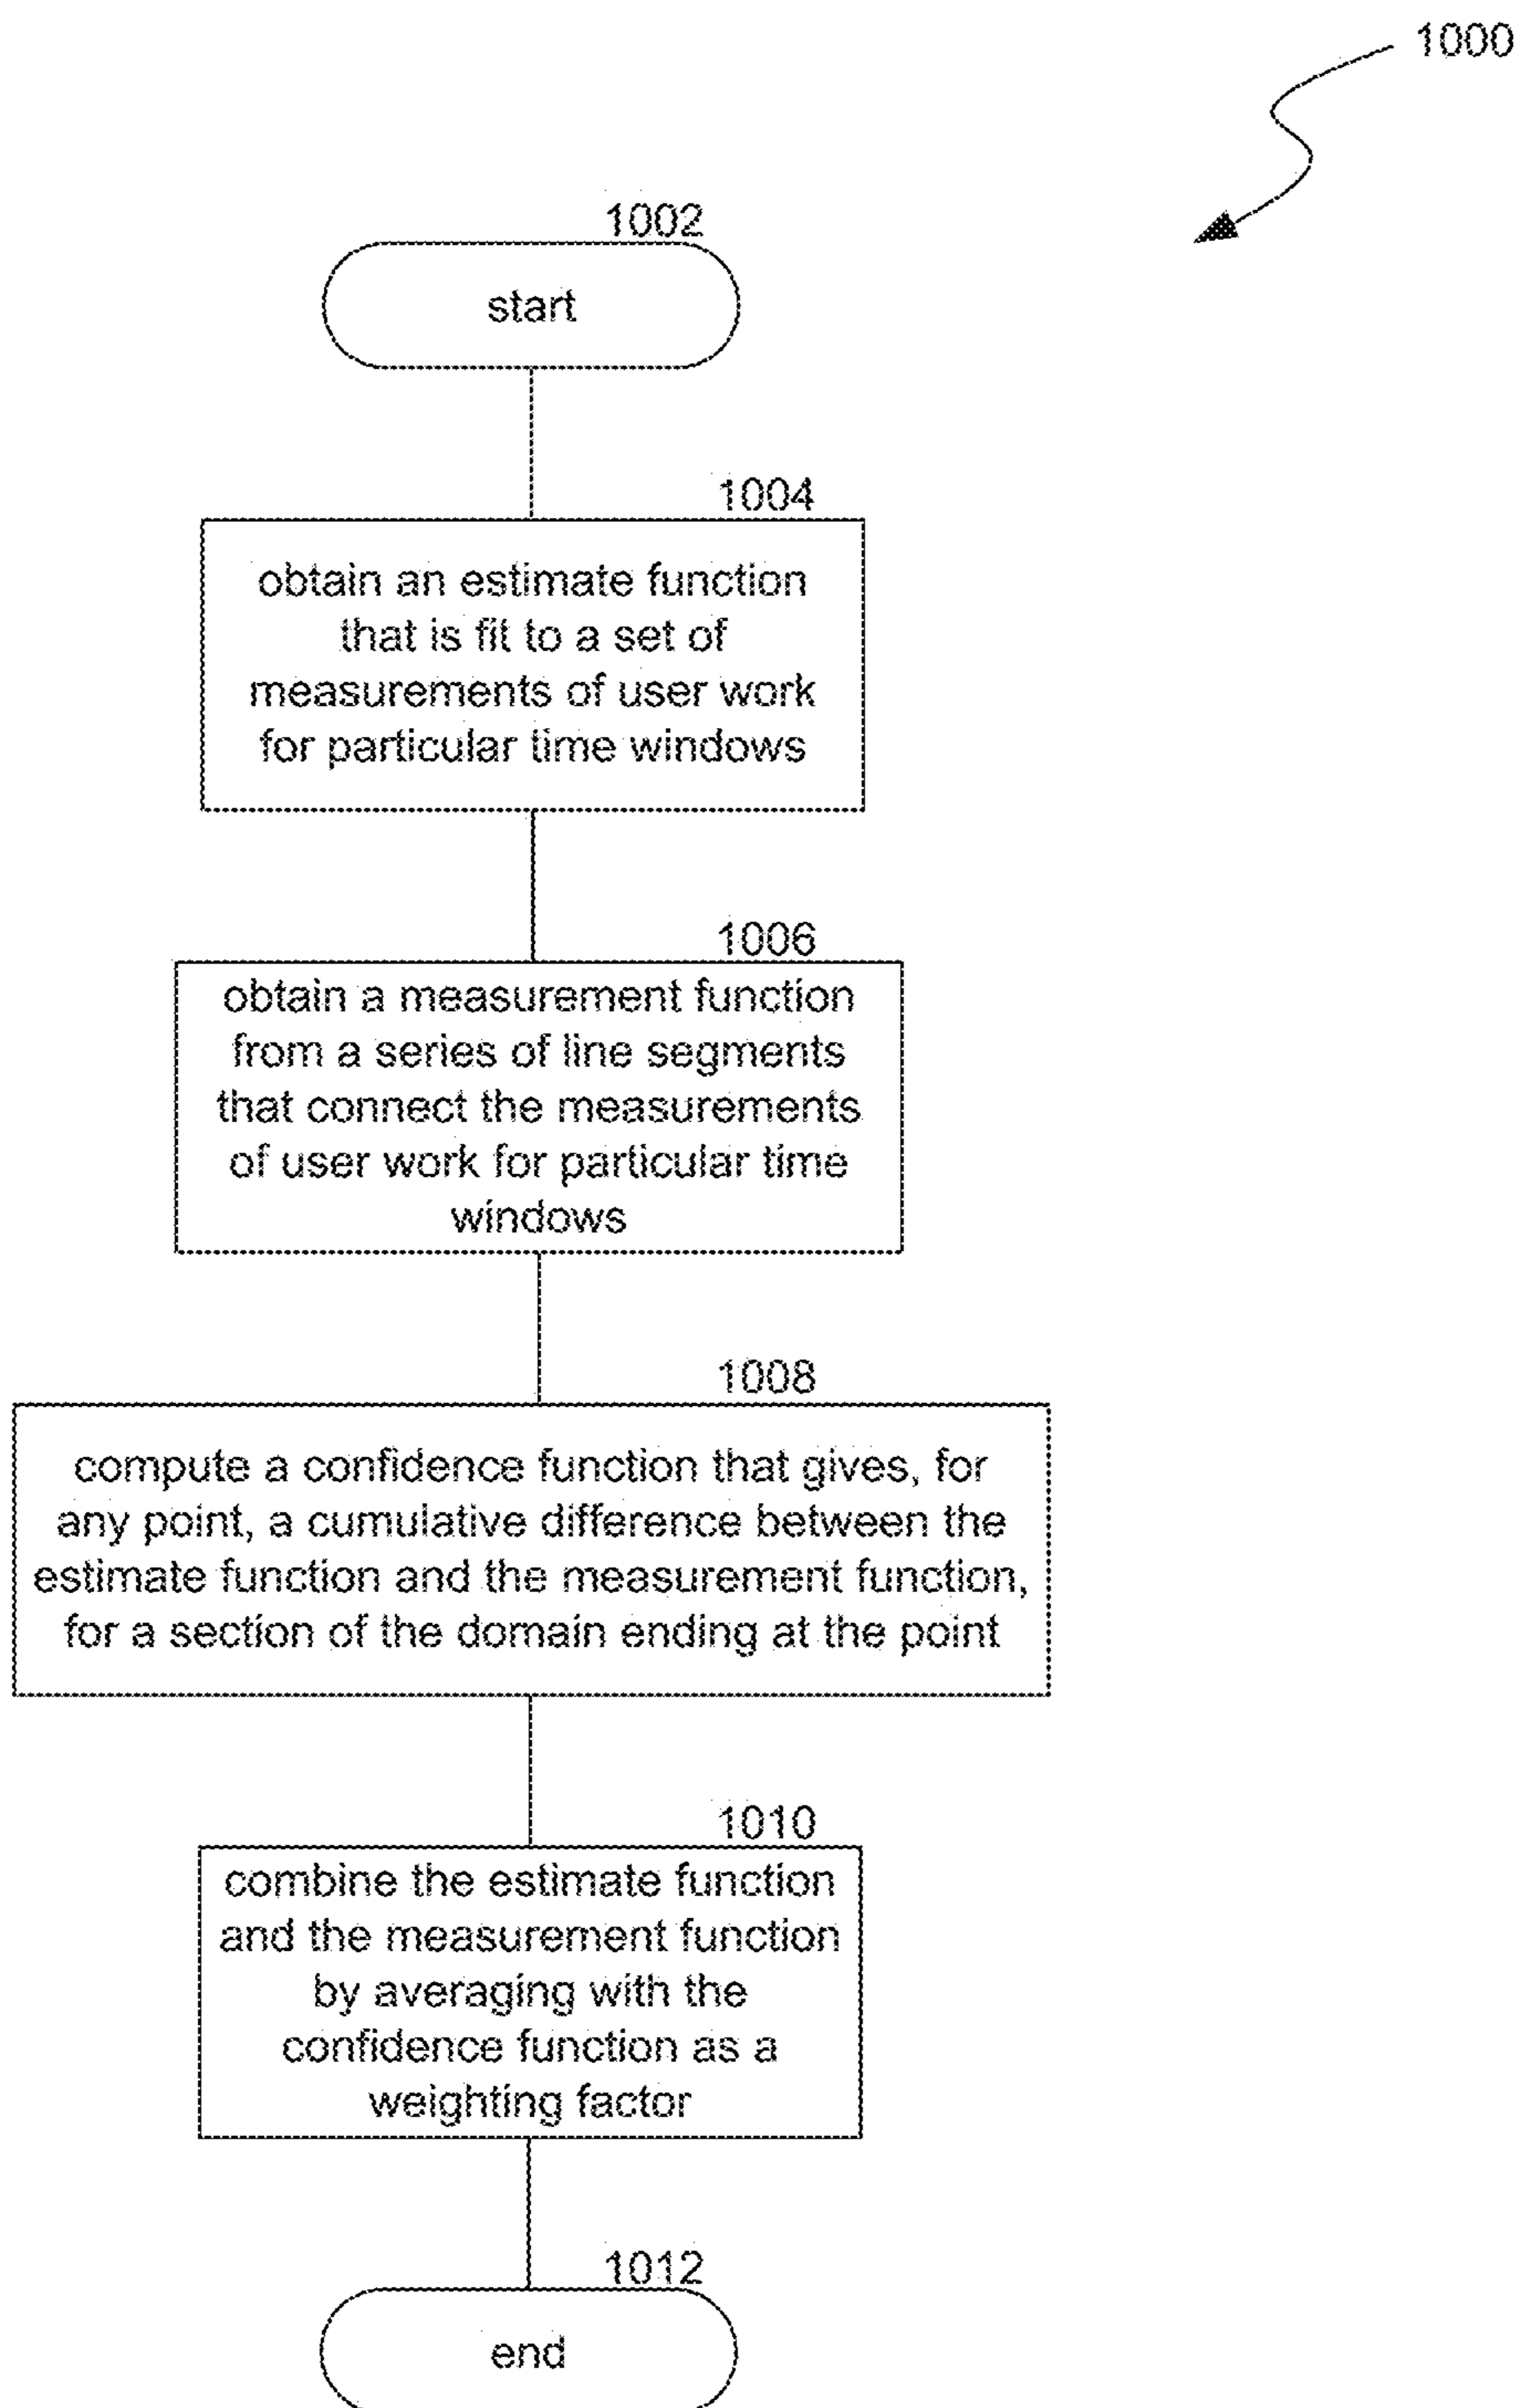 1000
1002
start
1004
obtain an estimate function
that is fit to a set of
measurements of user work
for particular time windows
1006
obtain a measurement function
from a series of line segments
that connect the measurements
of user work for particular time
windows
1008
compute a confidence function that gives, for
any point, a cumulative difference between the
estimate function and the measurement function,
for a section of the domain ending at the point
1010
combine the estimate function
and the measurement function
by averaging with the
confidence function as a
weighting factor
1012
end